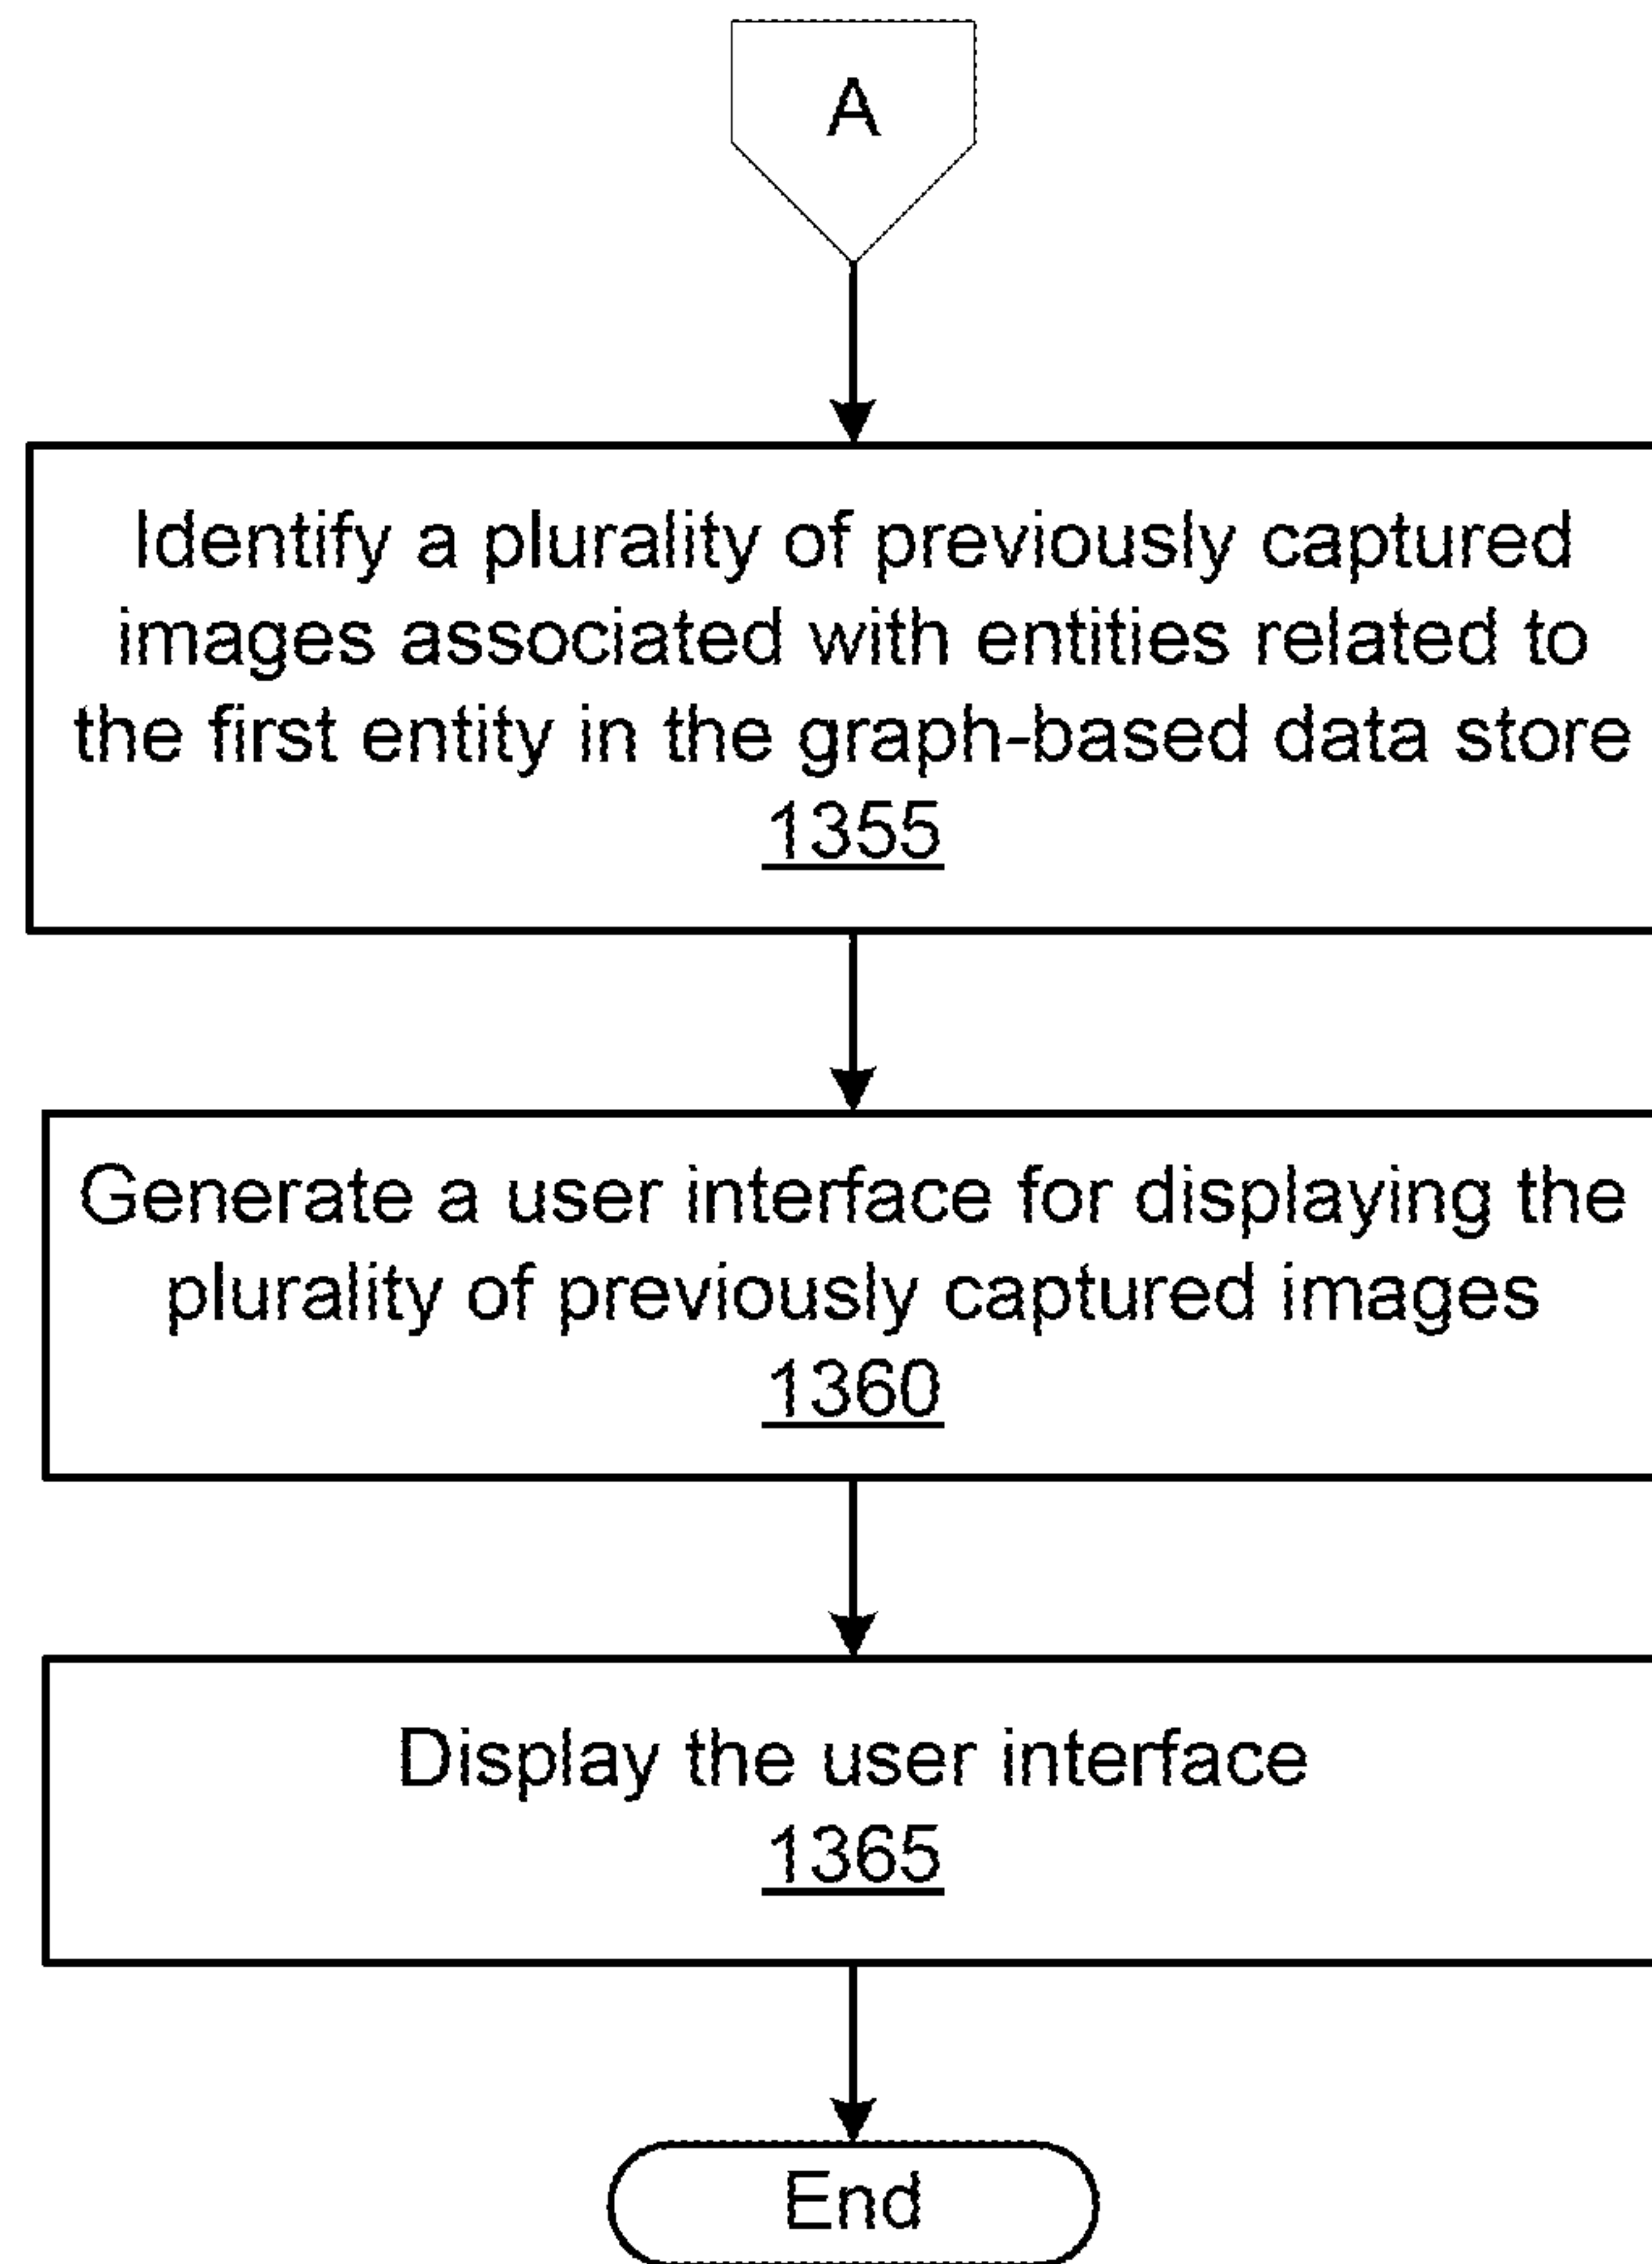 A
Identify a plurality of previously captured
images associated with entities related to
the first entity in the graph-based data store
1355
Generate a user interface for displaying the
plurality of previously captured images
1360
Display the user interface
1365
End